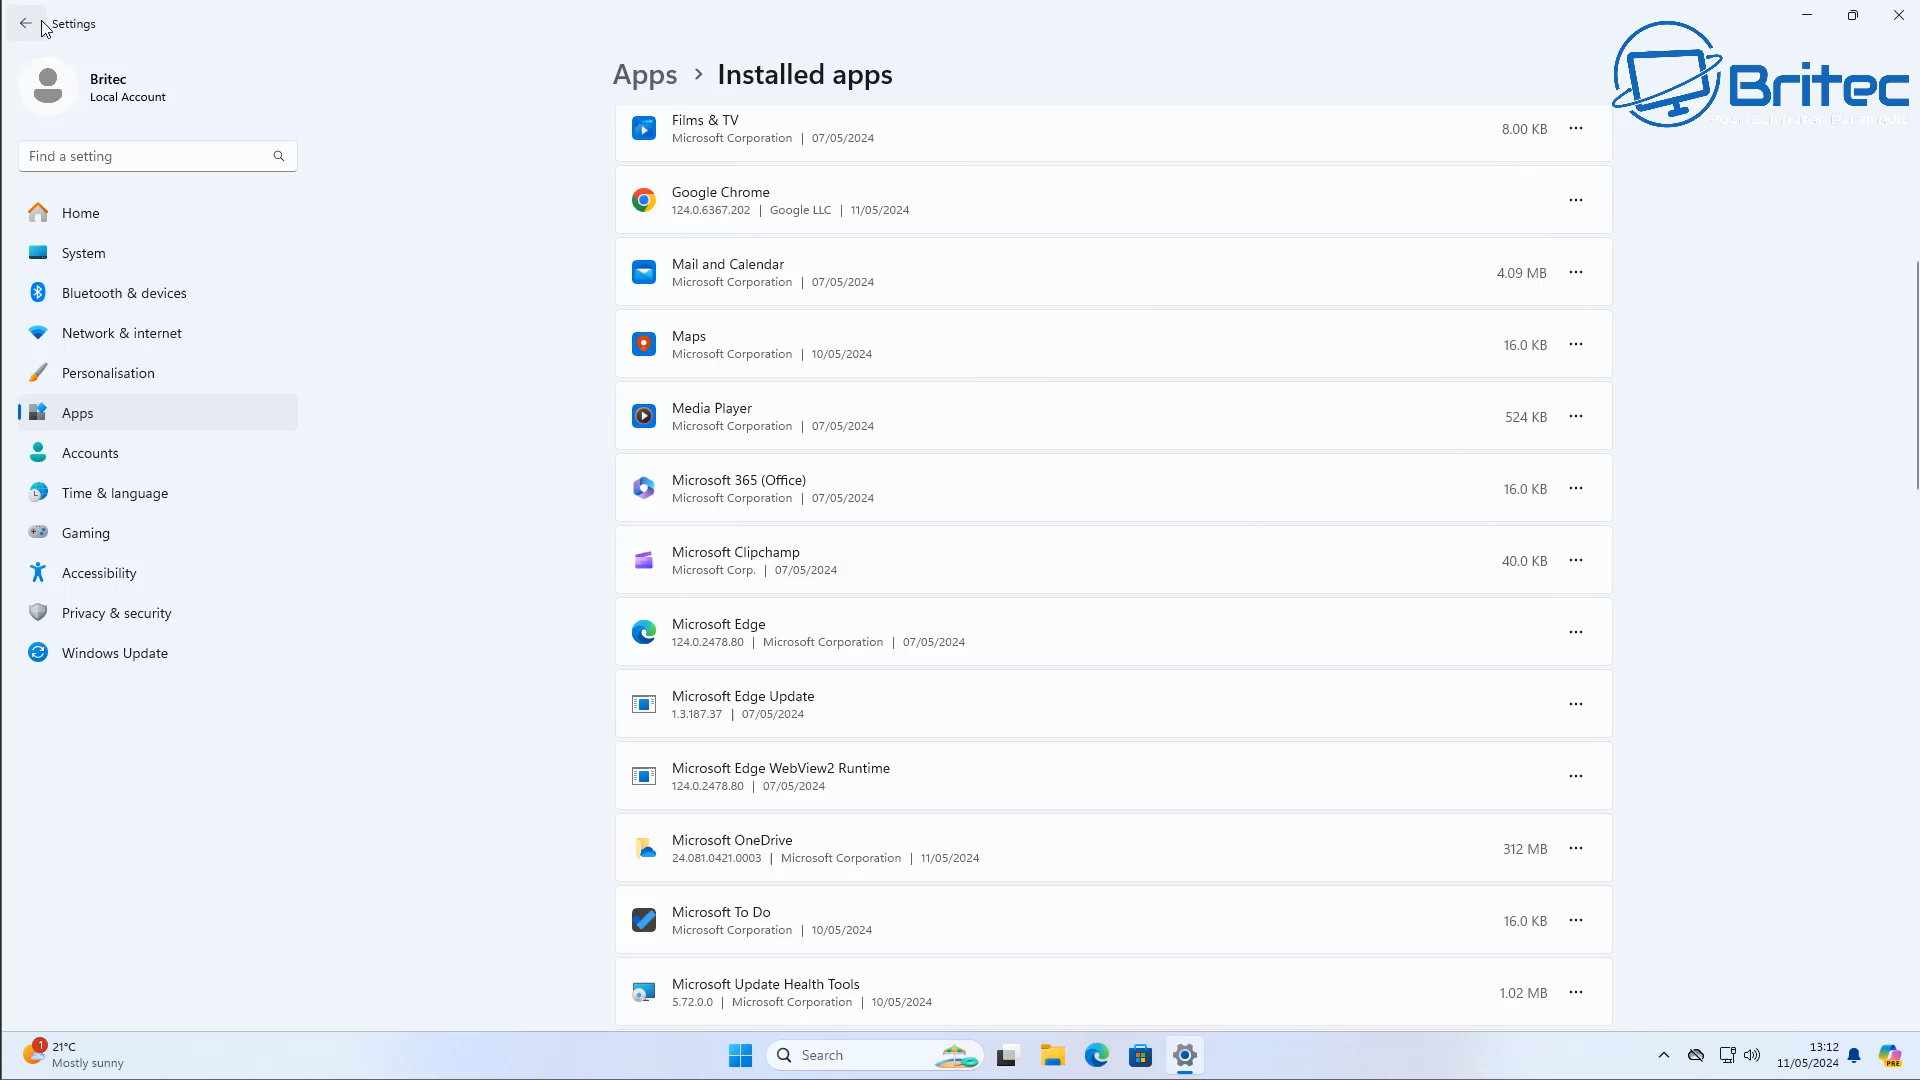 Settings
Britec
Local Account
Find a setting
Home
System
Bluetooth & devices
Network & internet
Personalisation
Apps
Accounts
Time & language
Gaming
Accessibility
Privacy & security
Windows Update
Apps › Installed apps
Britec
Your Computer Paramedic
Films & TV
Microsoft Corporation | 07/05/2024
8.00 KB
Google Chrome
124.0.6367.202 | Google LLC | 11/05/2024
Mail and Calendar
Microsoft Corporation | 07/05/2024
4.09 MB
Maps
Microsoft Corporation | 10/05/2024
16.0 KB
Media Player
Microsoft Corporation | 07/05/2024
524 KB
Microsoft 365 (Office)
Microsoft Corporation | 07/05/2024
16.0 KB
Microsoft Clipchamp
Microsoft Corp. | 07/05/2024
40.0 KB
Microsoft Edge
124.0.2478.80 | Microsoft Corporation | 07/05/2024
Microsoft Edge Update
1.3.187.37 | 07/05/2024
Microsoft Edge WebView2 Runtime
124.0.2478.80 | 07/05/2024
Microsoft OneDrive
24.081.0421.0003 | Microsoft Corporation | 11/05/2024
312 MB
Microsoft To Do
Microsoft Corporation | 10/05/2024
16.0 KB
Microsoft Update Health Tools
5.72.0.0 | Microsoft Corporation | 10/05/2024
1.02 MB
1
21°C
Mostly sunny
Search
13:12
11/05/2024
PRE